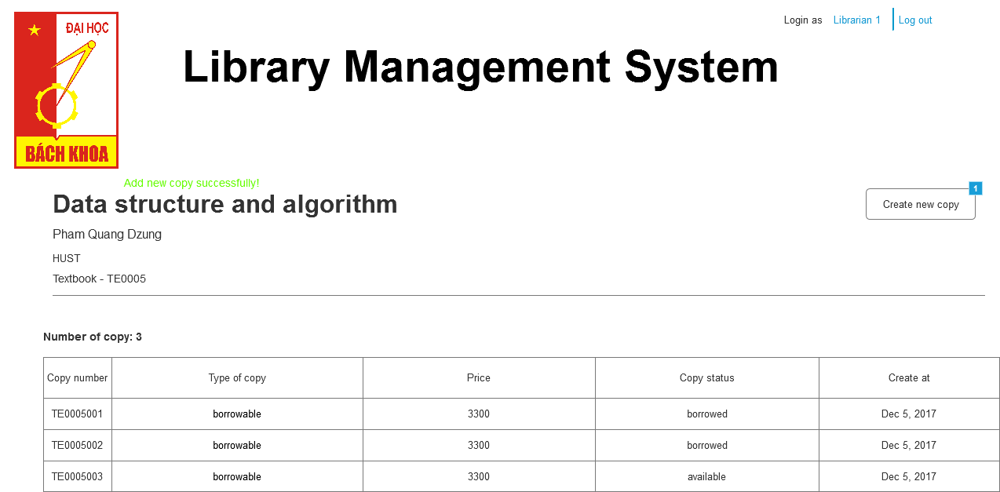 ĐẠI HỌC
BÁCH KHOA
Login as Librarian 1 Log out
Library Management System
Add new copy successfully!
Data structure and algorithm
1
Create new copy
Pham Quang Dzung
HUST
Textbook - TE0005
Number of copy: 3
Copy number Type of copy Price Copy status Create at
TE0005001 borrowable 3300 borrowed Dec 5, 2017
TE0005002 borrowable 3300 borrowed Dec 5, 2017
TE0005003 borrowable 3300 available Dec 5, 2017